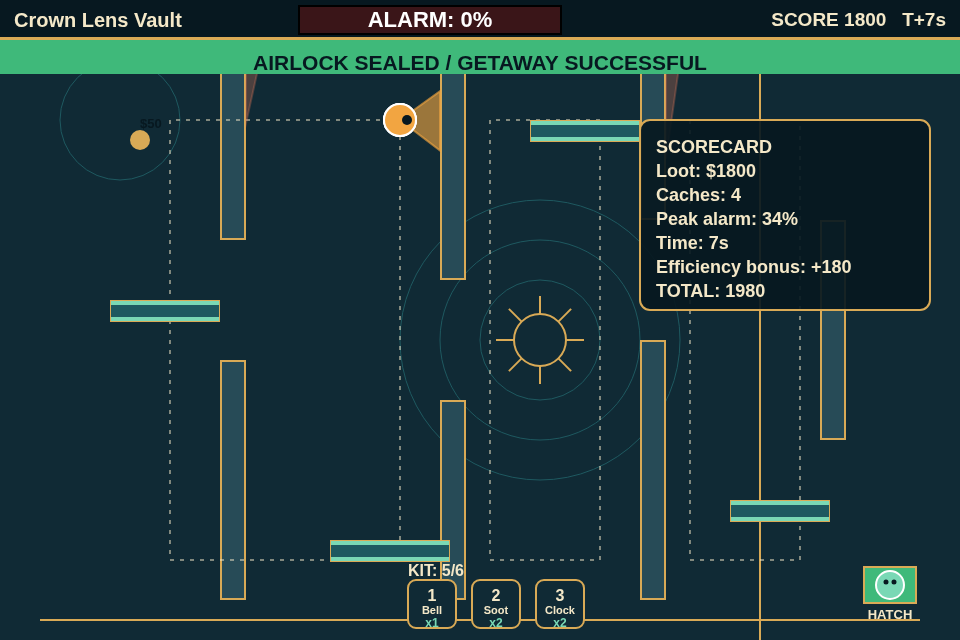 Crown Lens Vault
ALARM: 0%
SCORE 1800 T+7s
AIRLOCK SEALED / GETAWAY SUCCESSFUL
$50
SCORECARD
Loot: $1800
Caches: 4
Peak alarm: 34%
Time: 7s
Efficiency bonus: +180
TOTAL: 1980
KIT: 5/6
1
Bell
x1
2
Soot
x2
3
Clock
x2
HATCH